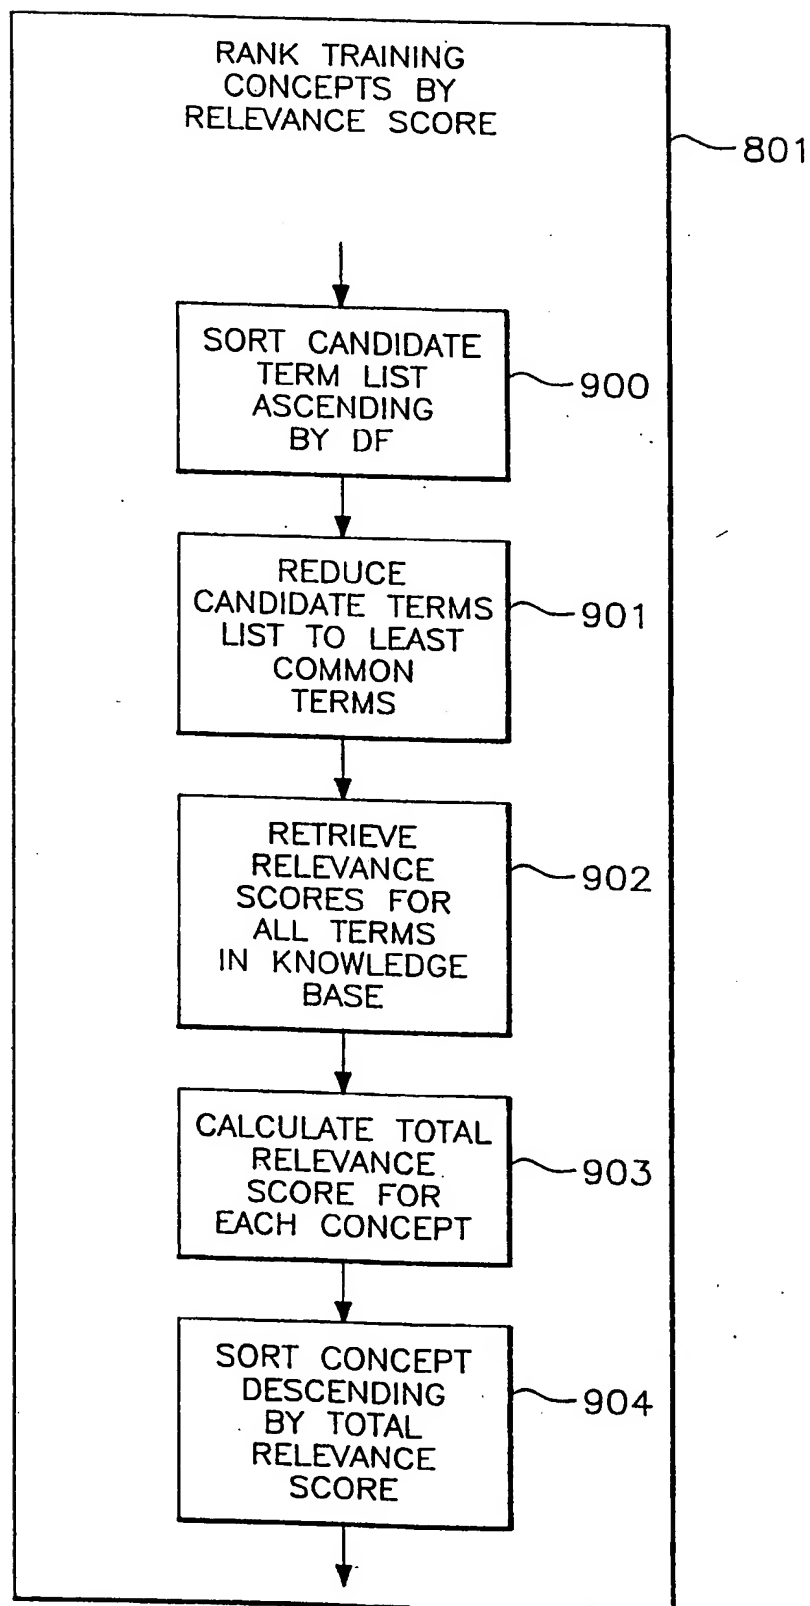 RANK TRAINING
CONCEPTS BY
RELEVANCE SCORE
801
SORT CANDIDATE
TERM LIST
ASCENDING
BY DF
900
REDUCE
CANDIDATE TERMS
LIST TO LEAST
COMMON
TERMS
901
RETRIEVE
RELEVANCE
SCORES FOR
ALL TERMS
IN KNOWLEDGE
BASE
902
CALCULATE TOTAL
RELEVANCE
SCORE FOR
EACH CONCEPT
903
SORT CONCEPT
DESCENDING
BY TOTAL
RELEVANCE
SCORE
904